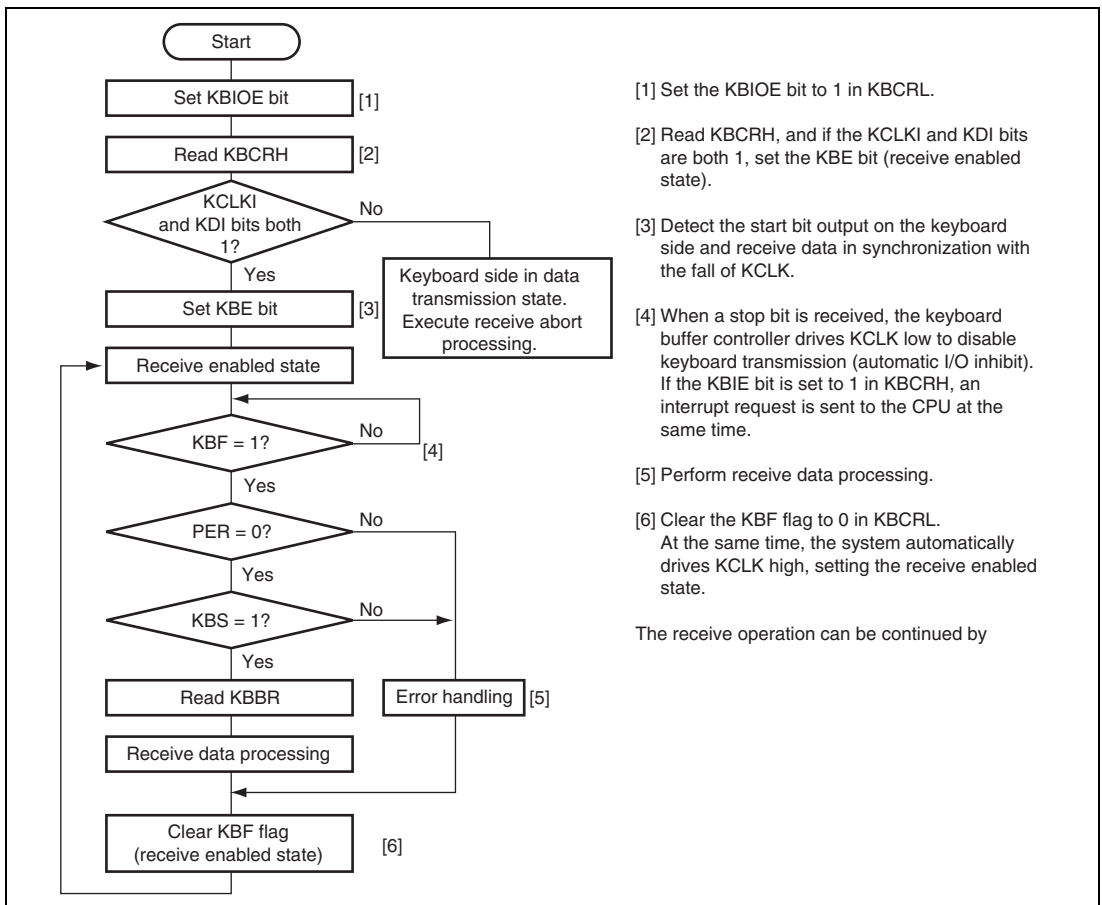 Start
Set KBIOE bit
[1]
Read KBCRH
[2]
KCLKI
and KDI bits both
1?
No
Yes
Keyboard side in data
transmission state.
Execute receive abort
processing.
Set KBE bit
[3]
Receive enabled state
KBF = 1?
No
[4]
Yes
PER = 0?
No
Yes
KBS = 1?
No
Yes
Read KBBR
Error handling
[5]
Receive data processing
Clear KBF flag
(receive enabled state)
[6]
[1] Set the KBIOE bit to 1 in KBCRL.
[2] Read KBCRH, and if the KCLKI and KDI bits
are both 1, set the KBE bit (receive enabled
state).
[3] Detect the start bit output on the keyboard
side and receive data in synchronization with
the fall of KCLK.
[4] When a stop bit is received, the keyboard
buffer controller drives KCLK low to disable
keyboard transmission (automatic I/O inhibit).
If the KBIE bit is set to 1 in KBCRH, an
interrupt request is sent to the CPU at the
same time.
[5] Perform receive data processing.
[6] Clear the KBF flag to 0 in KBCRL.
At the same time, the system automatically
drives KCLK high, setting the receive enabled
state.
The receive operation can be continued by